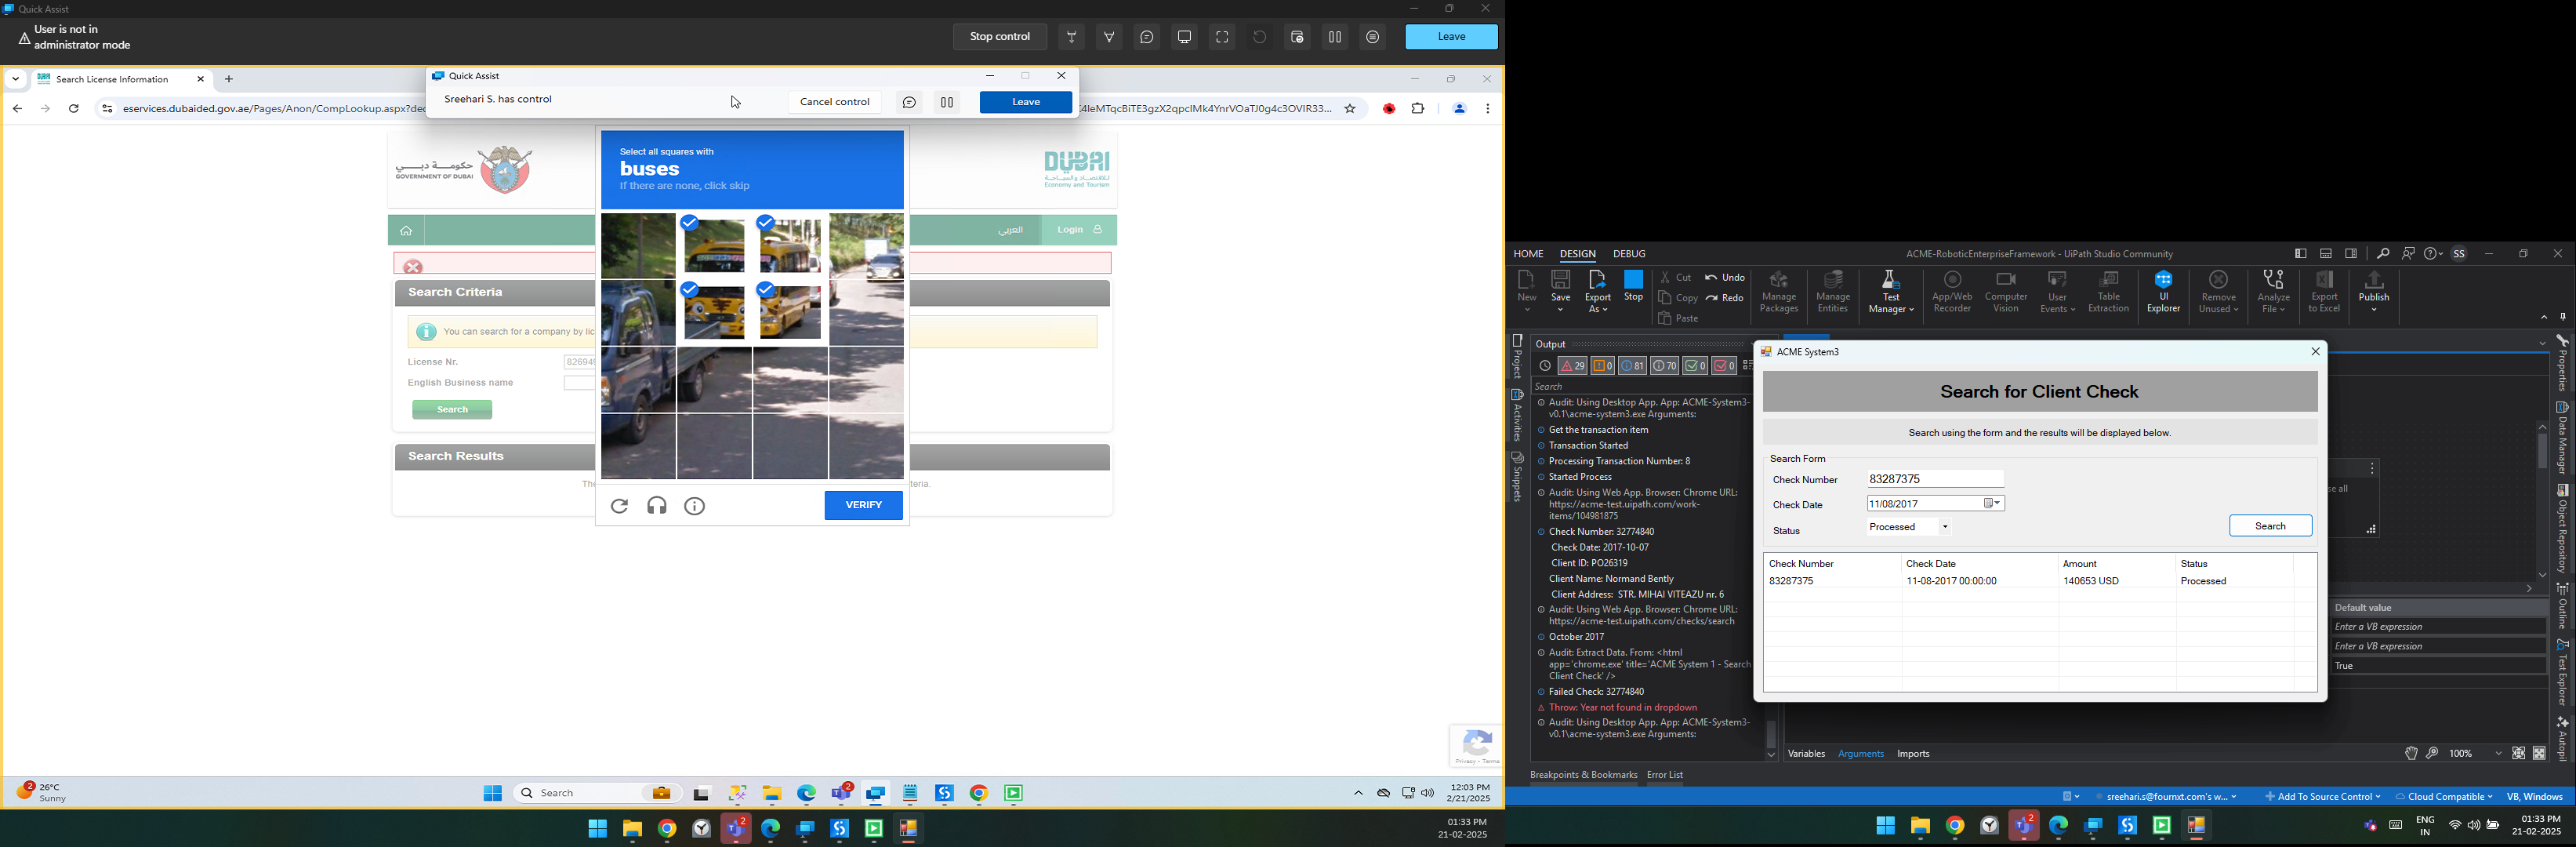 Quick Assist
User is not in
administrator mode
Stop control
Leave
Search License Information
Quick Assist
Sreehari S. has control
Cancel control
Leave
eservices.dubaided.gov.ae/Pages/Anon/CompLookup.aspx?dec
حكومة دبي
GOVERNMENT OF DUBAI
DUBAI
للاقتصاد والسياحة
Economy and Tourism
العربي
Login
Select all squares with
buses
If there are none, click skip
Search Criteria
You can search for a company by lic
License Nr.
English Business name
Search
Search Results
The
teria.
VERIFY
Privacy - Terms
2
26°C
Sunny
Search
2
12:03 PM
2/21/2025
2
01:33 PM
21-02-2025
HOME
DESIGN
DEBUG
ACME-RoboticEnterpriseFramework - UiPath Studio Community
SS
New
Save
Export
As
Stop
Cut
Copy
Paste
Undo
Redo
Manage
Packages
Manage
Entities
Test
Manager
App/Web
Recorder
Computer
Vision
User
Events
Table
Extraction
UI
Explorer
Remove
Unused
Analyze
File
Export
to Excel
Publish
Project
Activities
Snippets
Output
29
0
81
70
0
0
Search
Audit: Using Desktop App. App: ACME-System3-
v0.1\acme-system3.exe Arguments:
Get the transaction item
Transaction Started
Processing Transaction Number: 8
Started Process
Audit: Using Web App. Browser: Chrome URL:
https://acme-test.uipath.com/work-
items/104981875
Check Number: 32774840
Check Date: 2017-10-07
Client ID: PO26319
Client Name: Normand Bently
Client Address: STR. MIHAI VITEAZU nr. 6
Audit: Using Web App. Browser: Chrome URL:
https://acme-test.uipath.com/checks/search
October 2017
Audit: Extract Data. From: <html
app='chrome.exe' title='ACME System 1 - Search
Client Check' />
Failed Check: 32774840
Throw: Year not found in dropdown
Audit: Using Desktop App. App: ACME-System3-
v0.1\acme-system3.exe Arguments:
ACME System3
Search for Client Check
Search using the form and the results will be displayed below.
Search Form
Check Number
83287375
Check Date
11/08/2017
Status
Processed
Search
Check Number
Check Date
Amount
Status
83287375
11-08-2017 00:00:00
140653 USD
Processed
se all
Default value
Enter a VB expression
Enter a VB expression
True
Properties
Data Manager
Object Repository
Outline
Test Explorer
Autopil
Variables
Arguments
Imports
100%
Breakpoints & Bookmarks
Error List
sreehari.s@fournxt.com's w...
Add To Source Control
Cloud Compatible
VB, Windows
2
ENG
IN
01:33 PM
21-02-2025